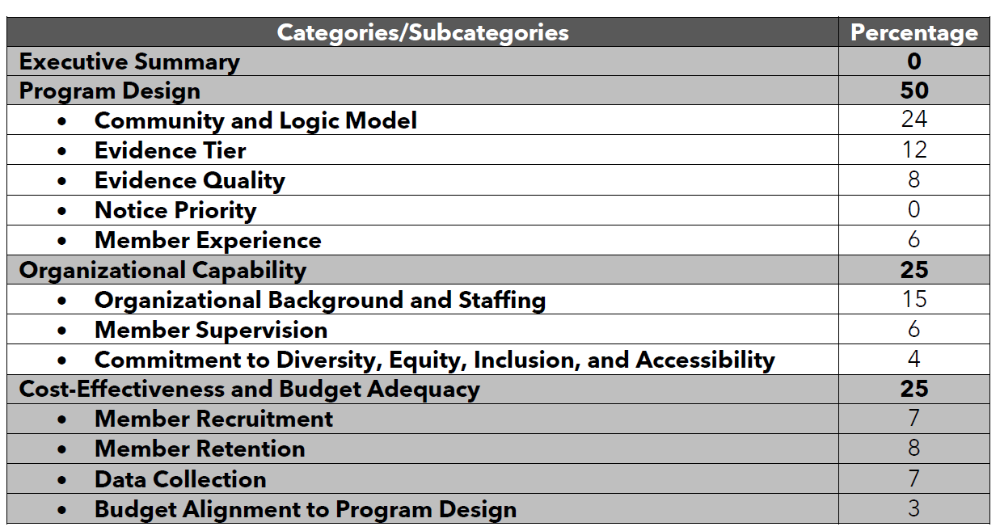 Categories/Subcategories Percentage
Executive Summary 0
Program Design 50
• Community and Logic Model 24
• Evidence Tier 12
• Evidence Quality 8
• Notice Priority 0
• Member Experience 6
Organizational Capability 25
• Organizational Background and Staffing 15
• Member Supervision 6
• Commitment to Diversity, Equity, Inclusion, and Accessibility 4
Cost-Effectiveness and Budget Adequacy 25
• Member Recruitment 7
• Member Retention 8
• Data Collection 7
• Budget Alignment to Program Design 3